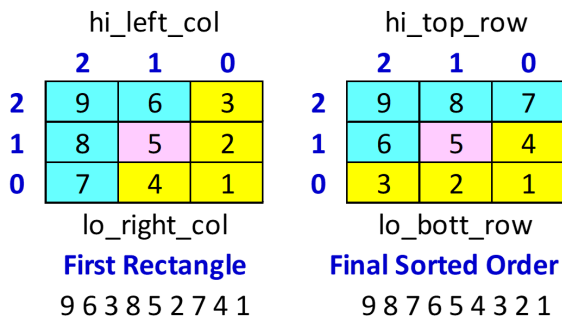 hi_left_col
2 1 0
2 9 6 3
1 8 5 2
0 7 4 1
lo_right_col
First Rectangle
9 6 3 8 5 2 7 4 1
hi_top_row
2 1 0
2 9 8 7
1 6 5 4
0 3 2 1
lo_bott_row
Final Sorted Order
9 8 7 6 5 4 3 2 1